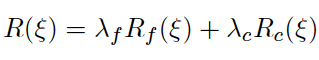 R(ξ) = λ_f R_f(ξ) + λ_c R_c(ξ)